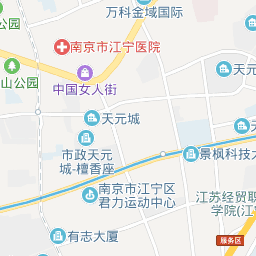 公园
万科金域国际
南京市江宁医院
山公园
中国女人街
天元
天元城
市政天元
城-檀香座
景枫科技
南京市江宁区
君力运动中心
江苏经贸职
学院(江
有志大厦
服务区